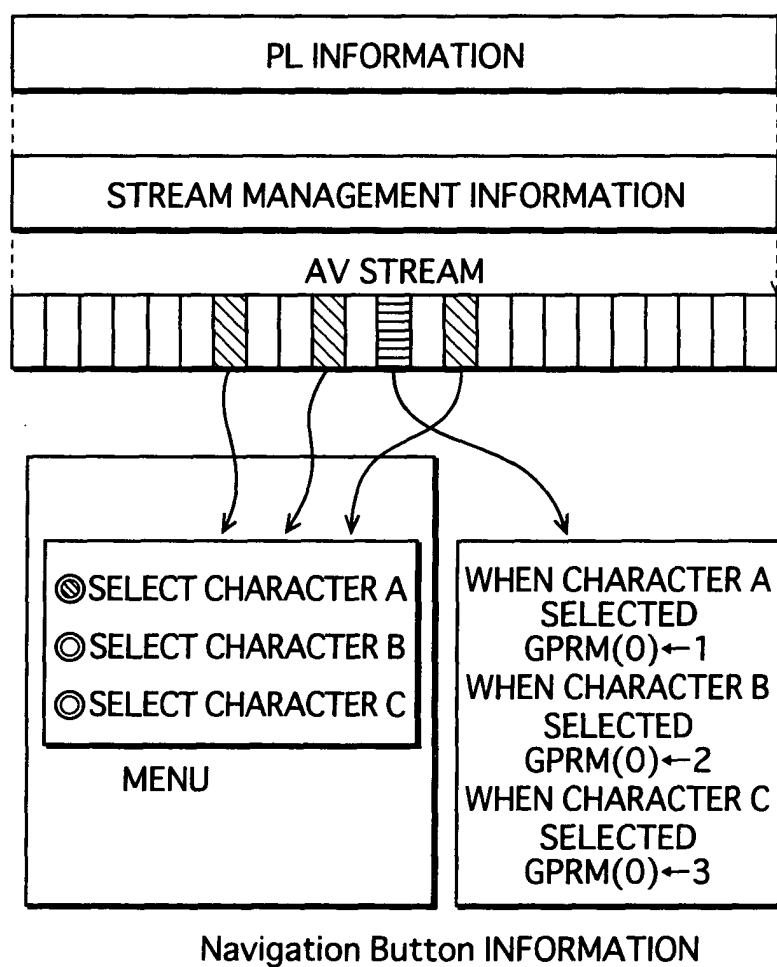 PL INFORMATION
STREAM MANAGEMENT INFORMATION
AV STREAM
SELECT CHARACTER A
SELECT CHARACTER B
SELECT CHARACTER C
MENU
WHEN CHARACTER A
SELECTED
GPRM(0)←1
WHEN CHARACTER B
SELECTED
GPRM(0)←2
WHEN CHARACTER C
SELECTED
GPRM(0)←3
Navigation Button INFORMATION